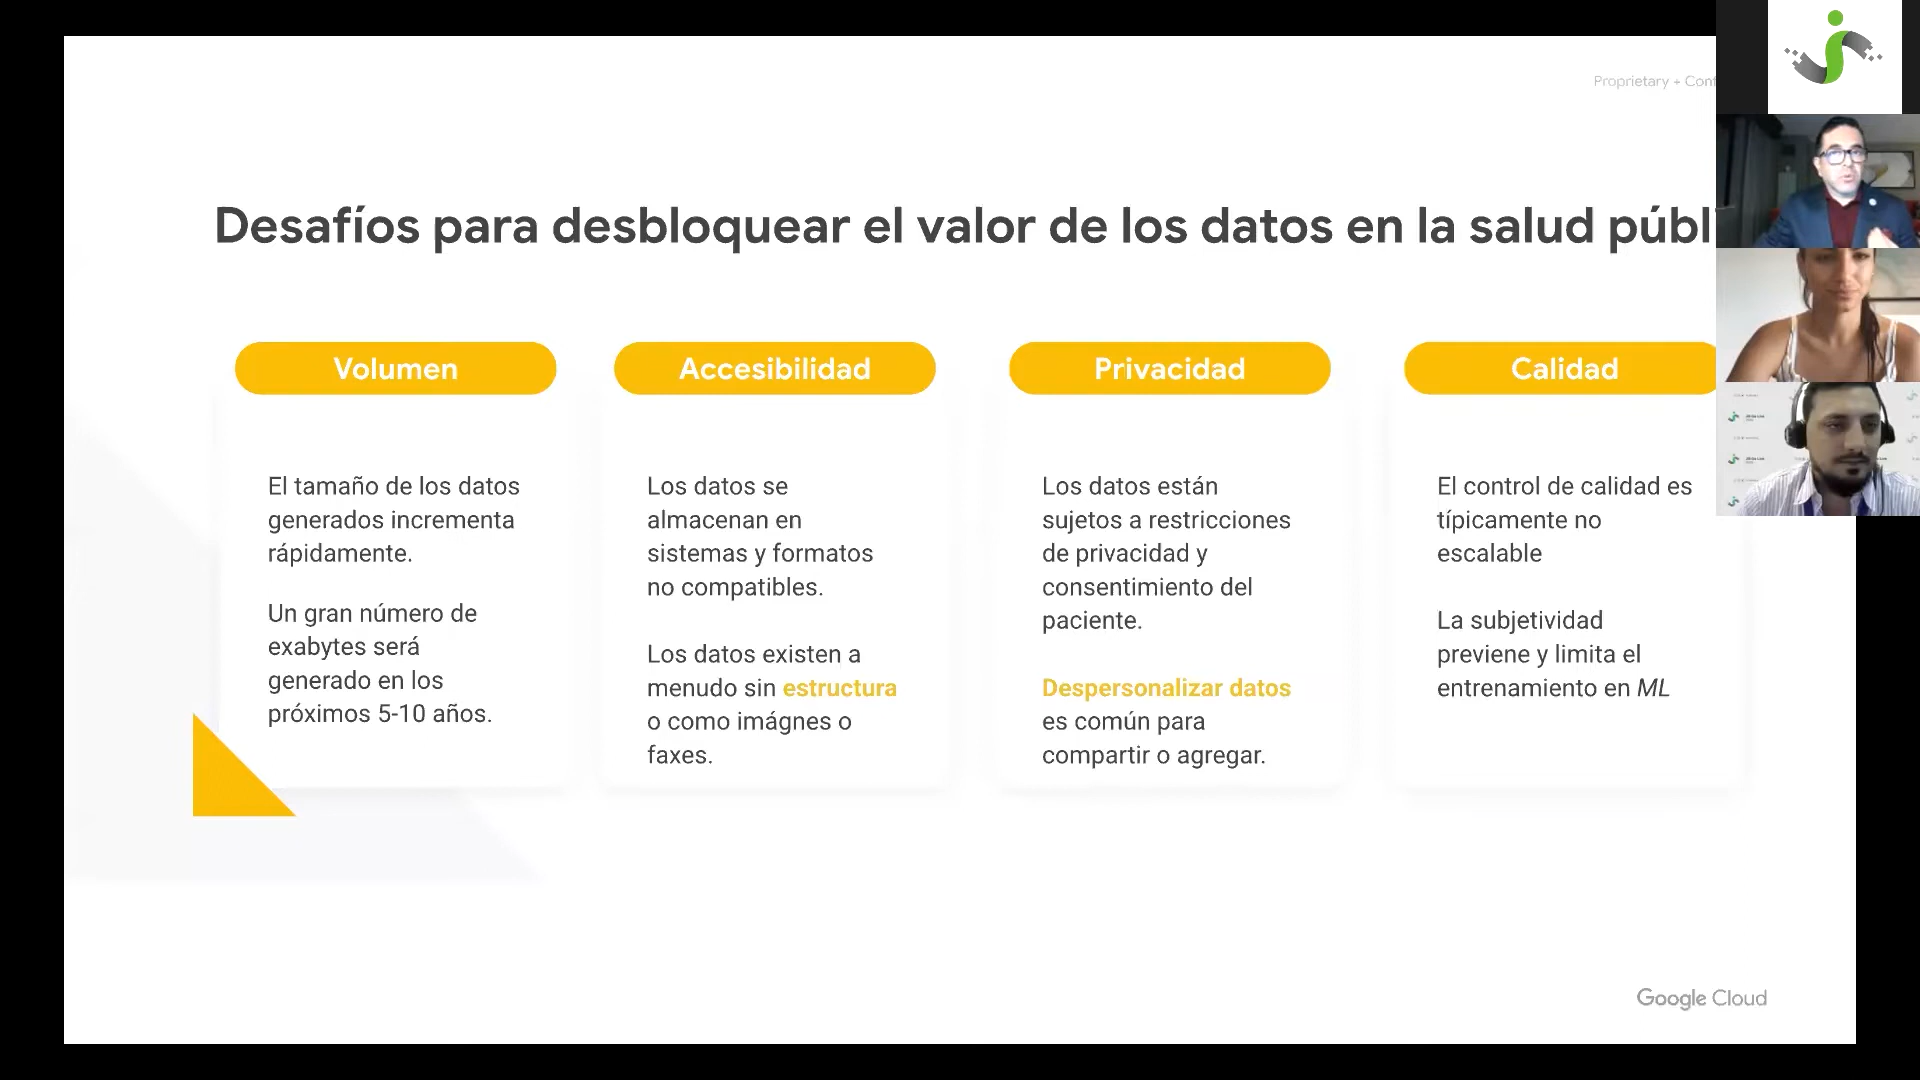 Proprietary + Conf
Desafíos para desbloquear el valor de los datos en la salud públ
Volumen
El tamaño de los datos
generados incrementa
rápidamente.
Un gran número de
exabytes será
generado en los
próximos 5-10 años.
Accesibilidad
Los datos se
almacenan en
sistemas y formatos
no compatibles.
Los datos existen a
menudo sin estructura
o como imágnes o
faxes.
Privacidad
Los datos están
sujetos a restricciones
de privacidad y
consentimiento del
paciente.
Despersonalizar datos
es común para
compartir o agregar.
Calidad
El control de calidad es
típicamente no
escalable
La subjetividad
previene y limita el
entrenamiento en ML
Google Cloud